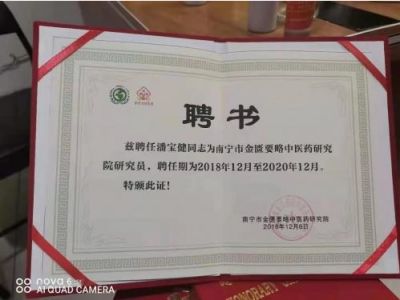 聘书
兹聘任潘宝健同志为南宁市金匮要略中医药研究
院研究员，聘任期为2018年12月至2020年12月。
特颁此证！
南宁市金匮要略中医药研究院
2018年12月6日
nova 6
AI QUAD CAMERA
HONORARY